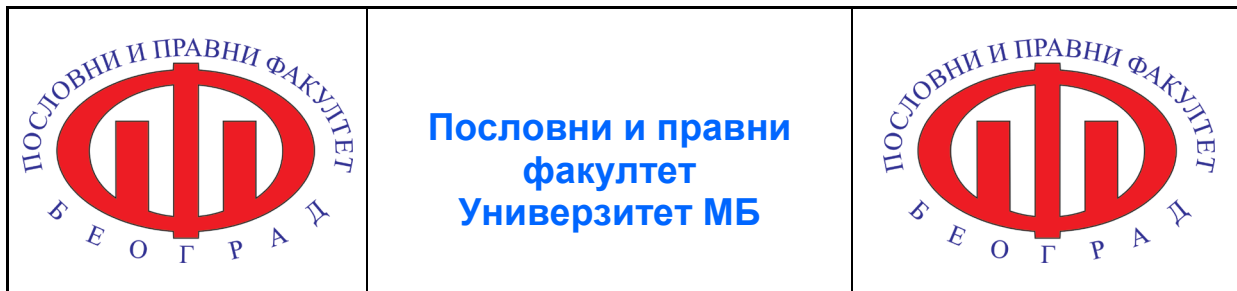 ПОСЛОВНИ И ПРАВНИ ФАКУЛТЕТ
БЕОГРАД
Пословни и правни
факултет
Универзитет МБ
ПОСЛОВНИ И ПРАВНИ ФАКУЛТЕТ
БЕОГРАД